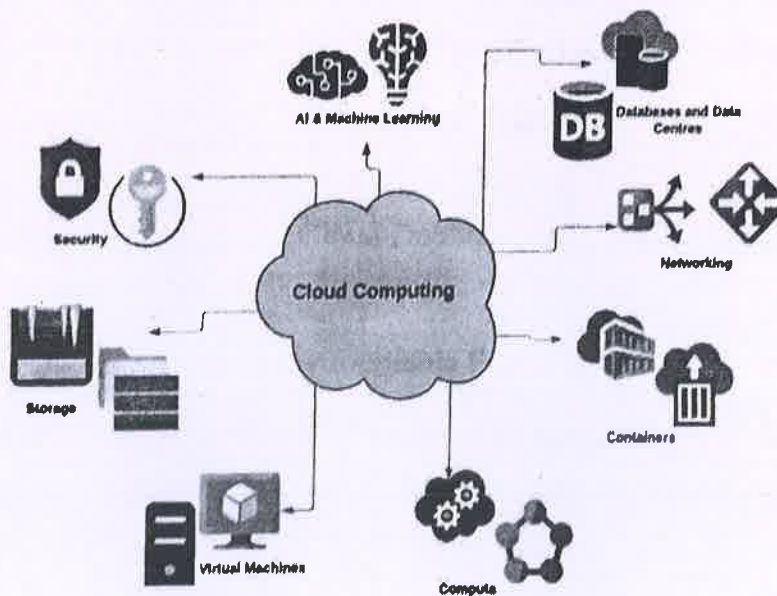 AI & Machine Learning
DB
Databases and Data
Centres
Security
Networking
Cloud Computing
Storage
Containers
Virtual Machines
Compute